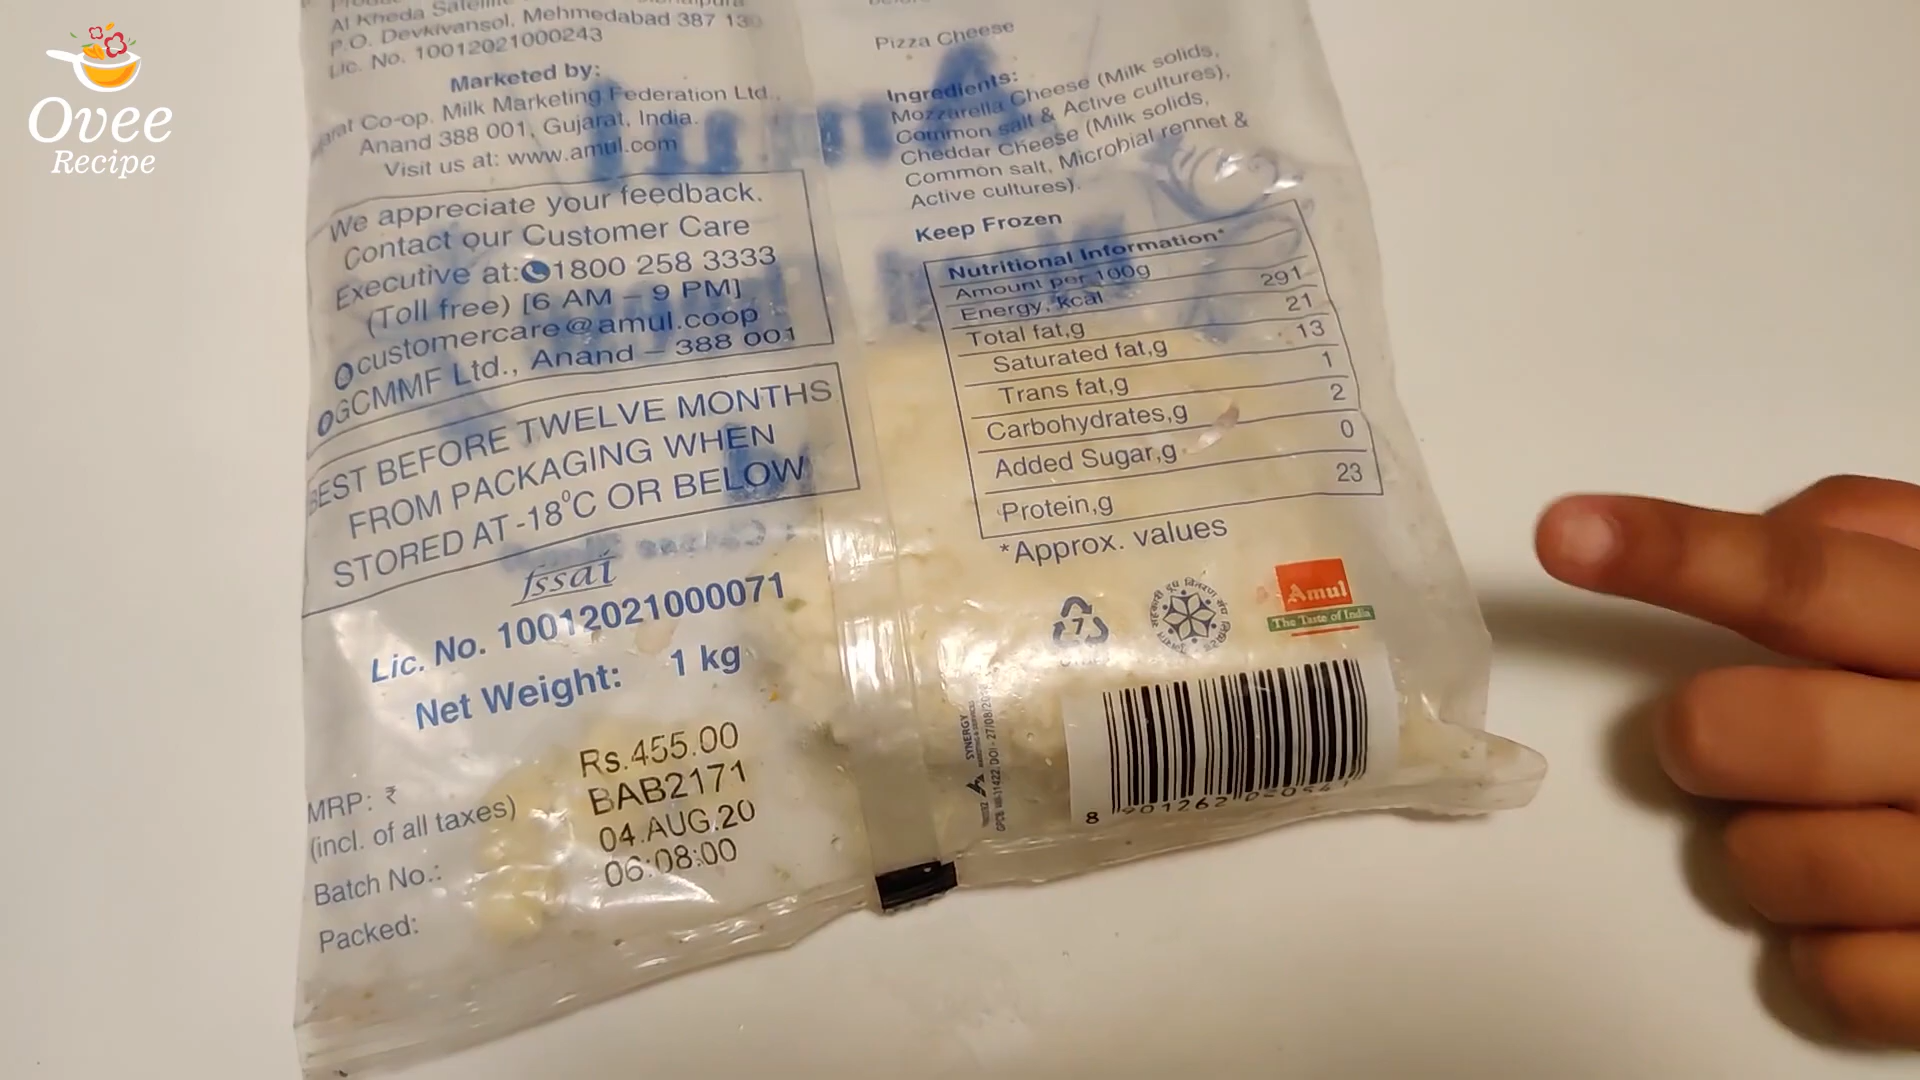 Ovee
Recipe
Al Kheda Satellite
P.O. Devkivansol, Mehmedabad 387 130
Lic. No. 10012021000243
Marketed by:
Co-op. Milk Marketing Federation Ltd.,
Anand 388 001, Gujarat, India.
Visit us at: www.amul.com
We appreciate your feedback.
Contact our Customer Care
Executive at: 1800 258 3333
(Toll free) [6 AM – 9 PM]
customercare@amul.coop
GCMMF Ltd., Anand – 388 001
BEST BEFORE TWELVE MONTHS
FROM PACKAGING WHEN
STORED AT -18°C OR BELOW
fssai
Lic. No. 10012021000071
Net Weight: 1 kg
MRP: ₹ Rs.455.00
(incl. of all taxes)
Batch No.: BAB2171
Packed: 04.AUG.20
06:08:00
Pizza Cheese
Ingredients:
Mozzarella Cheese (Milk solids,
Common salt & Active cultures),
Cheddar Cheese (Milk solids,
Common salt, Microbial rennet &
Active cultures).
Keep Frozen
Nutritional Information*
Amount per 100g
Energy, kcal 291
Total fat,g 21
Saturated fat,g 13
Trans fat,g 1
Carbohydrates,g 2
Added Sugar,g 0
Protein,g 23
*Approx. values
7
Amul
The Taste of India
SYNERGY
8 901262